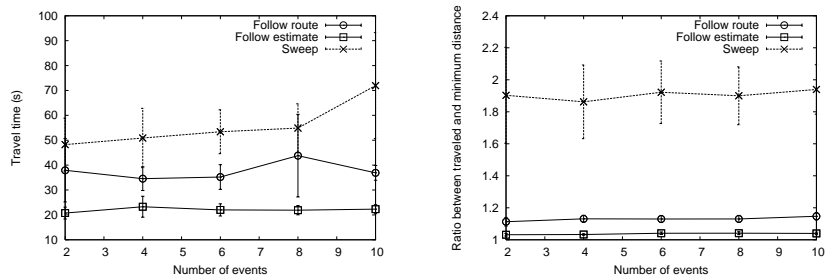 100
90
80
70
60
50
40
30
20
10
2 3 4 5 6 7 8 9 10
Travel time (s)
Number of events
Follow route
Follow estimate
Sweep
2.4
2.2
2
1.8
1.6
1.4
1.2
1
2 3 4 5 6 7 8 9 10
Ratio between traveled and minimum distance
Number of events
Follow route
Follow estimate
Sweep